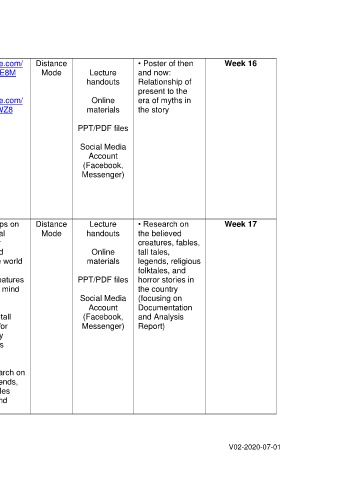 e.com/
E8M
e.com/
WZ8
Distance
Mode
Lecture
handouts
Online
materials
PPT/PDF files
Social Media
Account
(Facebook,
Messenger)
• Poster of then
and now:
Relationship of
present to the
era of myths in
the story
Week 16
ps on
al
d
e world
eatures
mind
tall
for
y
s
arch on
ends,
les
nd
Distance
Mode
Lecture
handouts
Online
materials
PPT/PDF files
Social Media
Account
(Facebook,
Messenger)
• Research on
the believed
creatures, fables,
tall tales,
legends, religious
folktales, and
horror stories in
the country
(focusing on
Documentation
and Analysis
Report)
Week 17
V02-2020-07-01